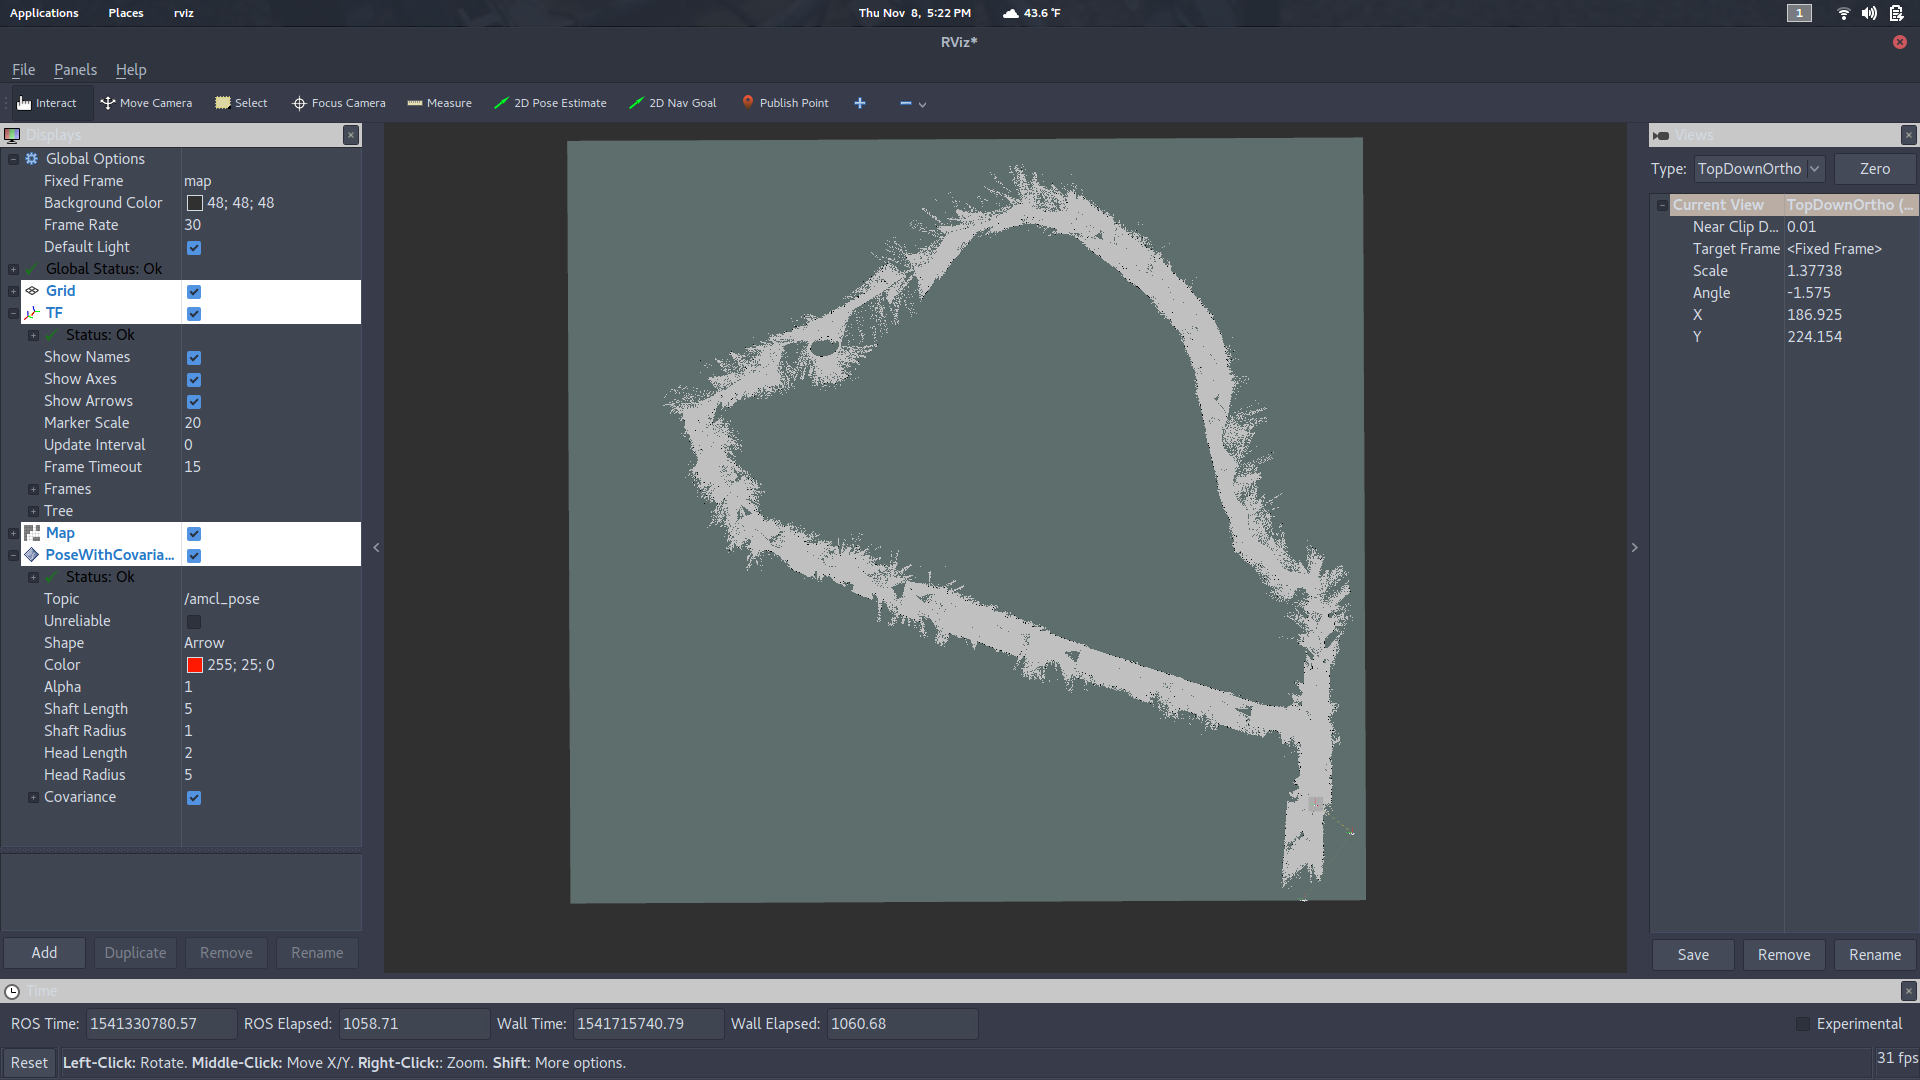 Applications Places rviz Thu Nov 8, 5:22 PM 43.6 °F 1
RViz*
File Panels Help
Interact Move Camera Select Focus Camera Measure 2D Pose Estimate 2D Nav Goal Publish Point
Displays
Global Options
Fixed Frame map
Background Color 48; 48; 48
Frame Rate 30
Default Light
Global Status: Ok
Grid
TF
Status: Ok
Show Names
Show Axes
Show Arrows
Marker Scale 20
Update Interval 0
Frame Timeout 15
Frames
Tree
Map
PoseWithCovaria...
Status: Ok
Topic /amcl_pose
Unreliable
Shape Arrow
Color 255; 25; 0
Alpha 1
Shaft Length 5
Shaft Radius 1
Head Length 2
Head Radius 5
Covariance
Add Duplicate Remove Rename
Views
Type: TopDownOrtho Zero
Current View TopDownOrtho (...
Near Clip D... 0.01
Target Frame <Fixed Frame>
Scale 1.37738
Angle -1.575
X 186.925
Y 224.154
Save Remove Rename
Time
ROS Time: 1541330780.57 ROS Elapsed: 1058.71 Wall Time: 1541715740.79 Wall Elapsed: 1060.68 Experimental
Reset Left-Click: Rotate. Middle-Click: Move X/Y. Right-Click:: Zoom. Shift: More options. 31 fps